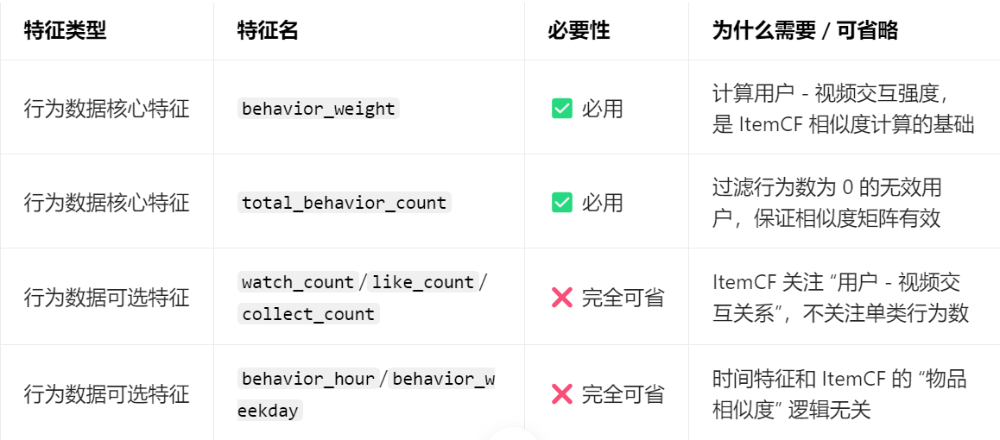 特征类型 特征名 必要性 为什么需要 / 可省略
行为数据核心特征 behavior_weight ✅ 必用 计算用户 - 视频交互强度，
是 ItemCF 相似度计算的基础
行为数据核心特征 total_behavior_count ✅ 必用 过滤行为数为 0 的无效用
户，保证相似度矩阵有效
行为数据可选特征 watch_count/like_count/
collect_count ❌ 完全可省 ItemCF 关注 “用户 - 视频交
互关系”，不关注单类行为数
行为数据可选特征 behavior_hour/behavior_w
eekday ❌ 完全可省 时间特征和 ItemCF 的 “物品
相似度” 逻辑无关